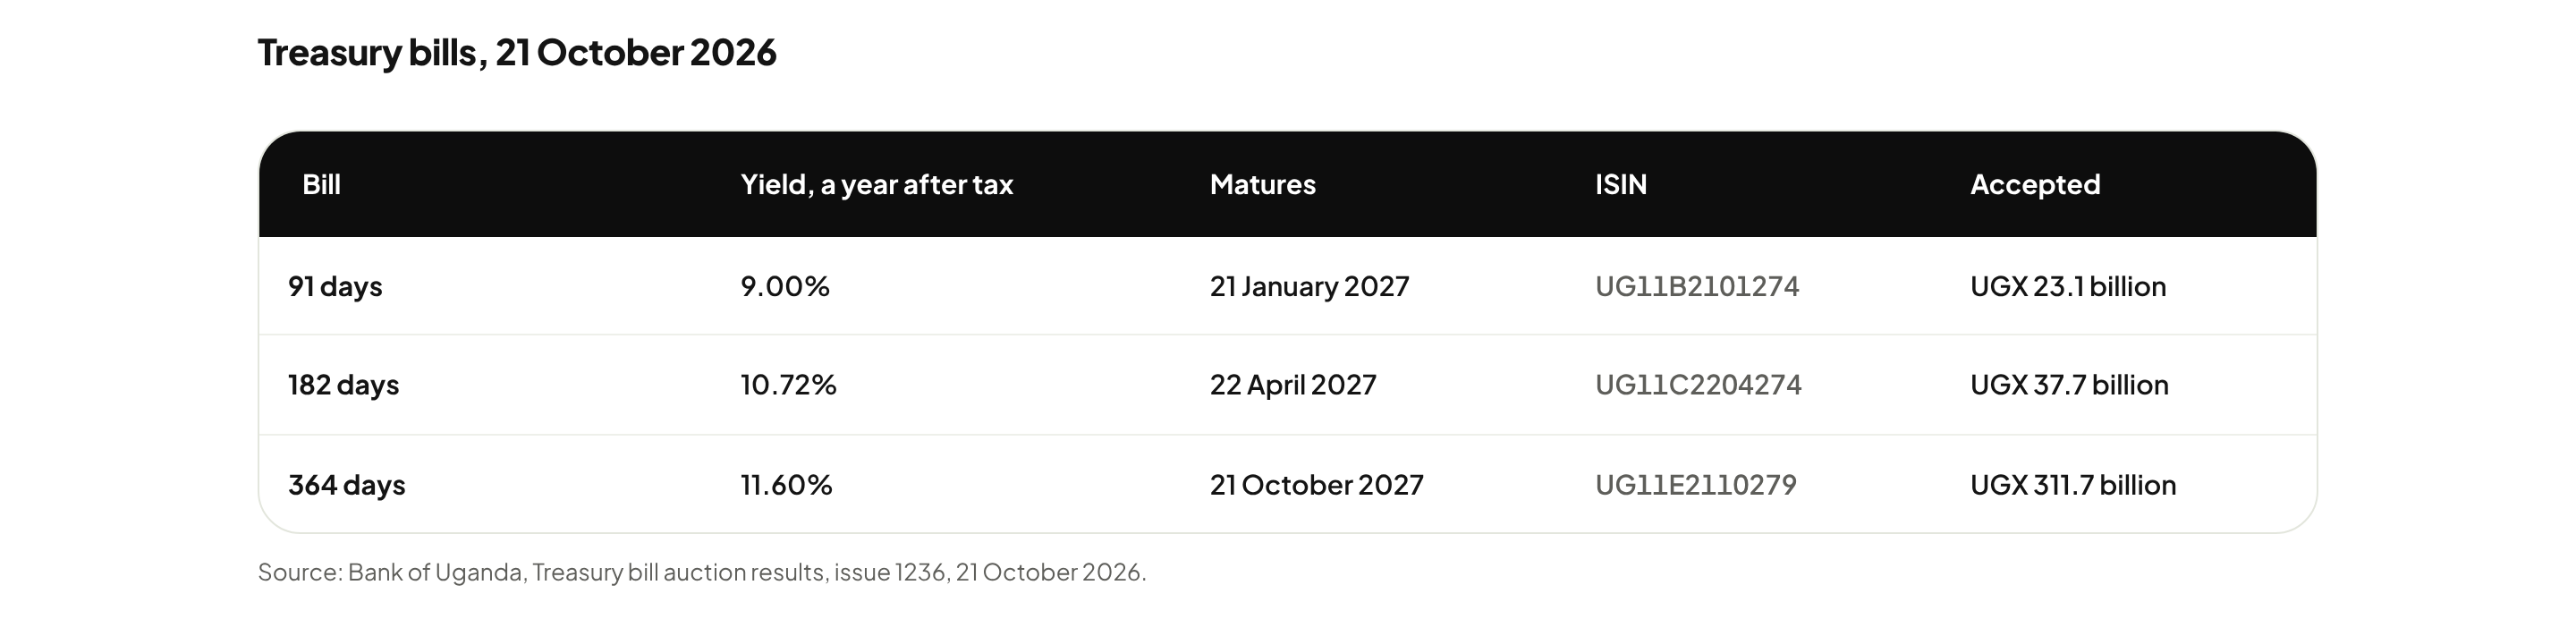 Treasury bills, 21 October 2026
Bill Yield, a year after tax Matures ISIN Accepted
91 days 9.00% 21 January 2027 UG11B2101274 UGX 23.1 billion
182 days 10.72% 22 April 2027 UG11C2204274 UGX 37.7 billion
364 days 11.60% 21 October 2027 UG11E2110279 UGX 311.7 billion
Source: Bank of Uganda, Treasury bill auction results, issue 1236, 21 October 2026.